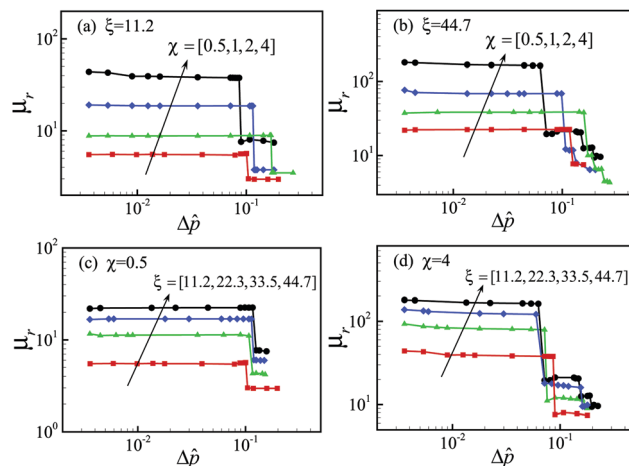 (a) ξ=11.2
χ = [0.5,1,2,4]
10²
10¹
μᵣ
10⁻² 10⁻¹
Δp̂
(b) ξ=44.7
χ = [0.5,1,2,4]
10²
10¹
μᵣ
10⁻² 10⁻¹
Δp̂
(c) χ=0.5
ξ = [11.2,22.3,33.5,44.7]
10²
10¹
10⁰
μᵣ
10⁻² 10⁻¹
Δp̂
(d) χ=4
ξ = [11.2,22.3,33.5,44.7]
10²
10¹
μᵣ
10⁻² 10⁻¹
Δp̂